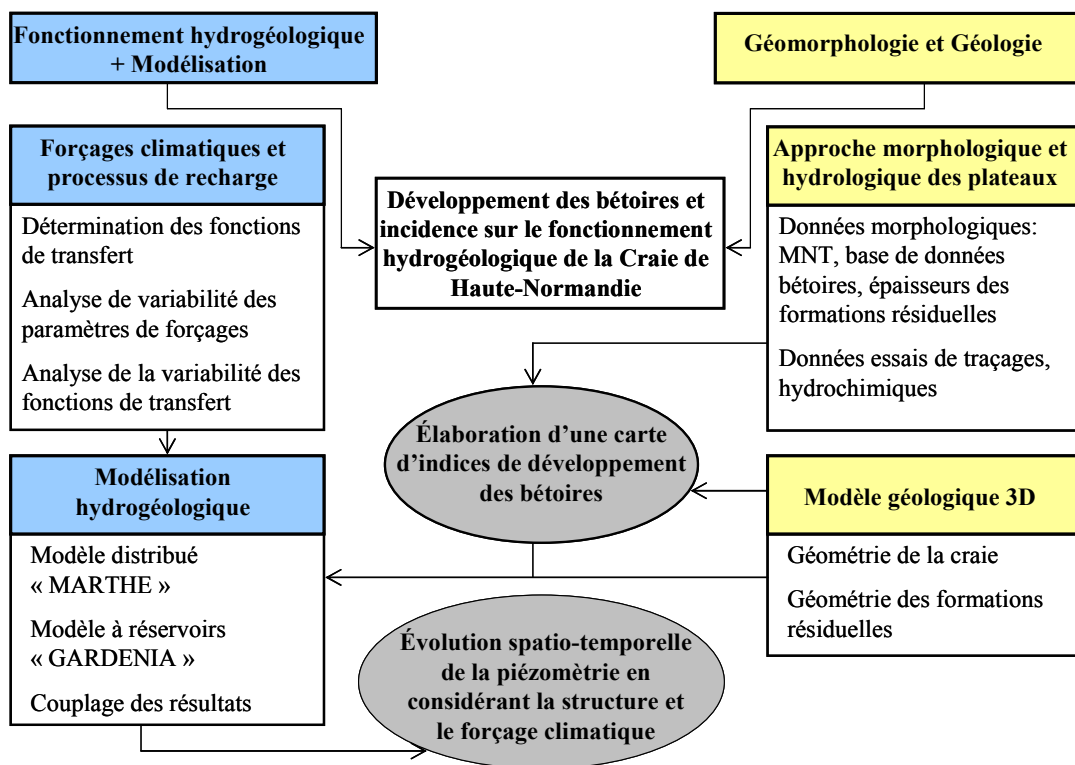 Fonctionnement hydrogéologique
+ Modélisation
Géomorphologie et Géologie
Forçages climatiques et
processus de recharge
Détermination des fonctions
de transfert
Analyse de variabilité des
paramètres de forçages
Analyse de la variabilité des
fonctions de transfert
Développement des bétoires et
incidence sur le fonctionnement
hydrogéologique de la Craie de
Haute-Normandie
Approche morphologique et
hydrologique des plateaux
Données morphologiques:
MNT, base de données
bétoires, épaisseurs des
formations résiduelles
Données essais de traçages,
hydrochimiques
Élaboration d'une carte
d'indices de développement
des bétoires
Modélisation
hydrogéologique
Modèle distribué
« MARTHE »
Modèle à réservoirs
« GARDENIA »
Couplage des résultats
Modèle géologique 3D
Géométrie de la craie
Géométrie des formations
résiduelles
Évolution spatio-temporelle
de la piézomètrie en
considérant la structure et
le forçage climatique